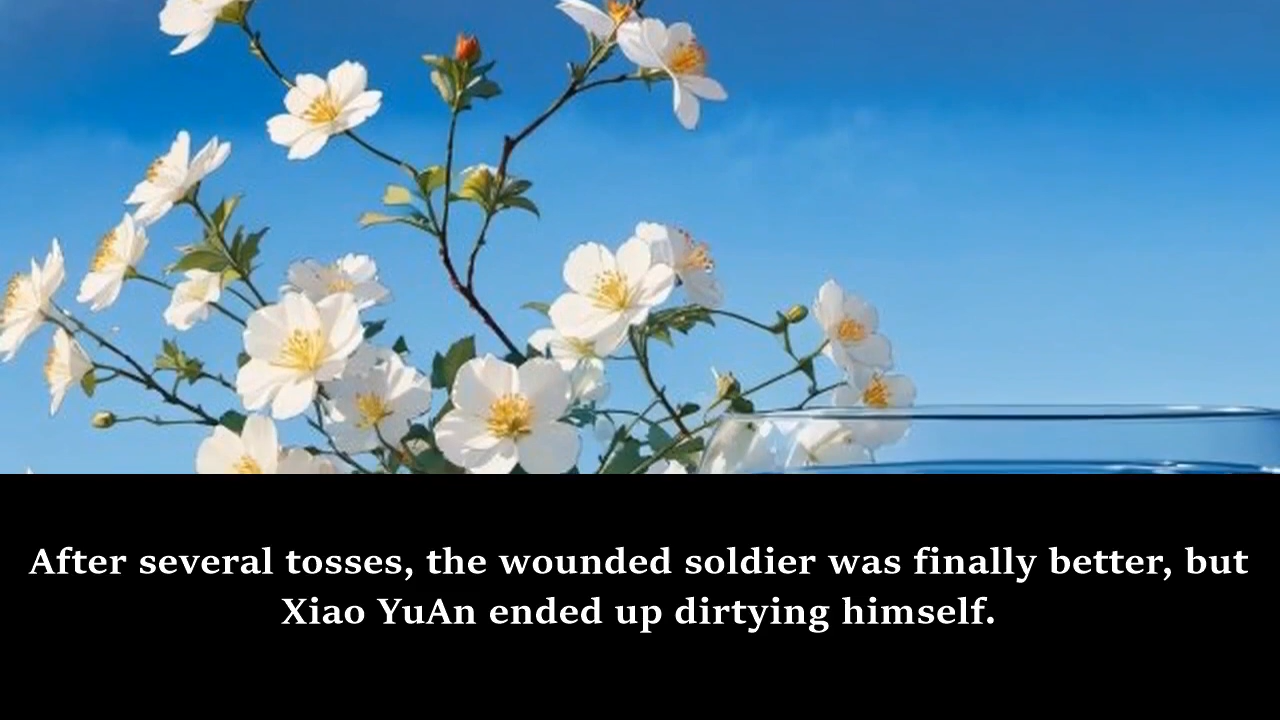 After several tosses, the wounded soldier was finally better, but
Xiao YuAn ended up dirtying himself.